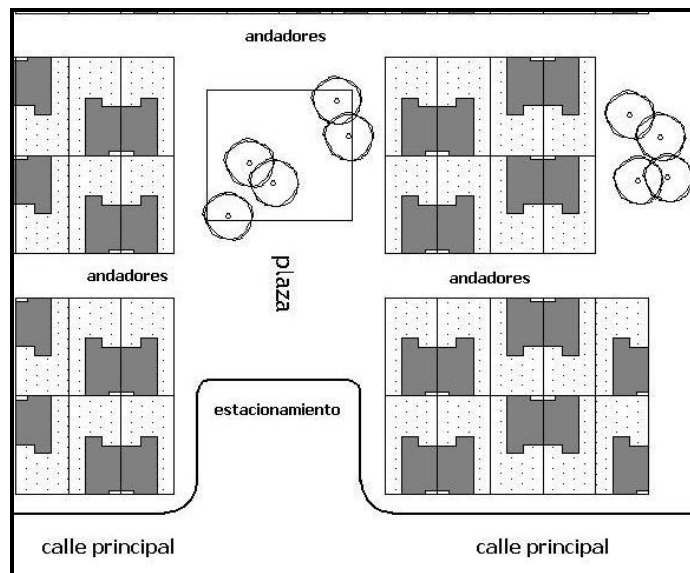 andadores
plaza
andadores
andadores
estacionamiento
calle principal
calle principal